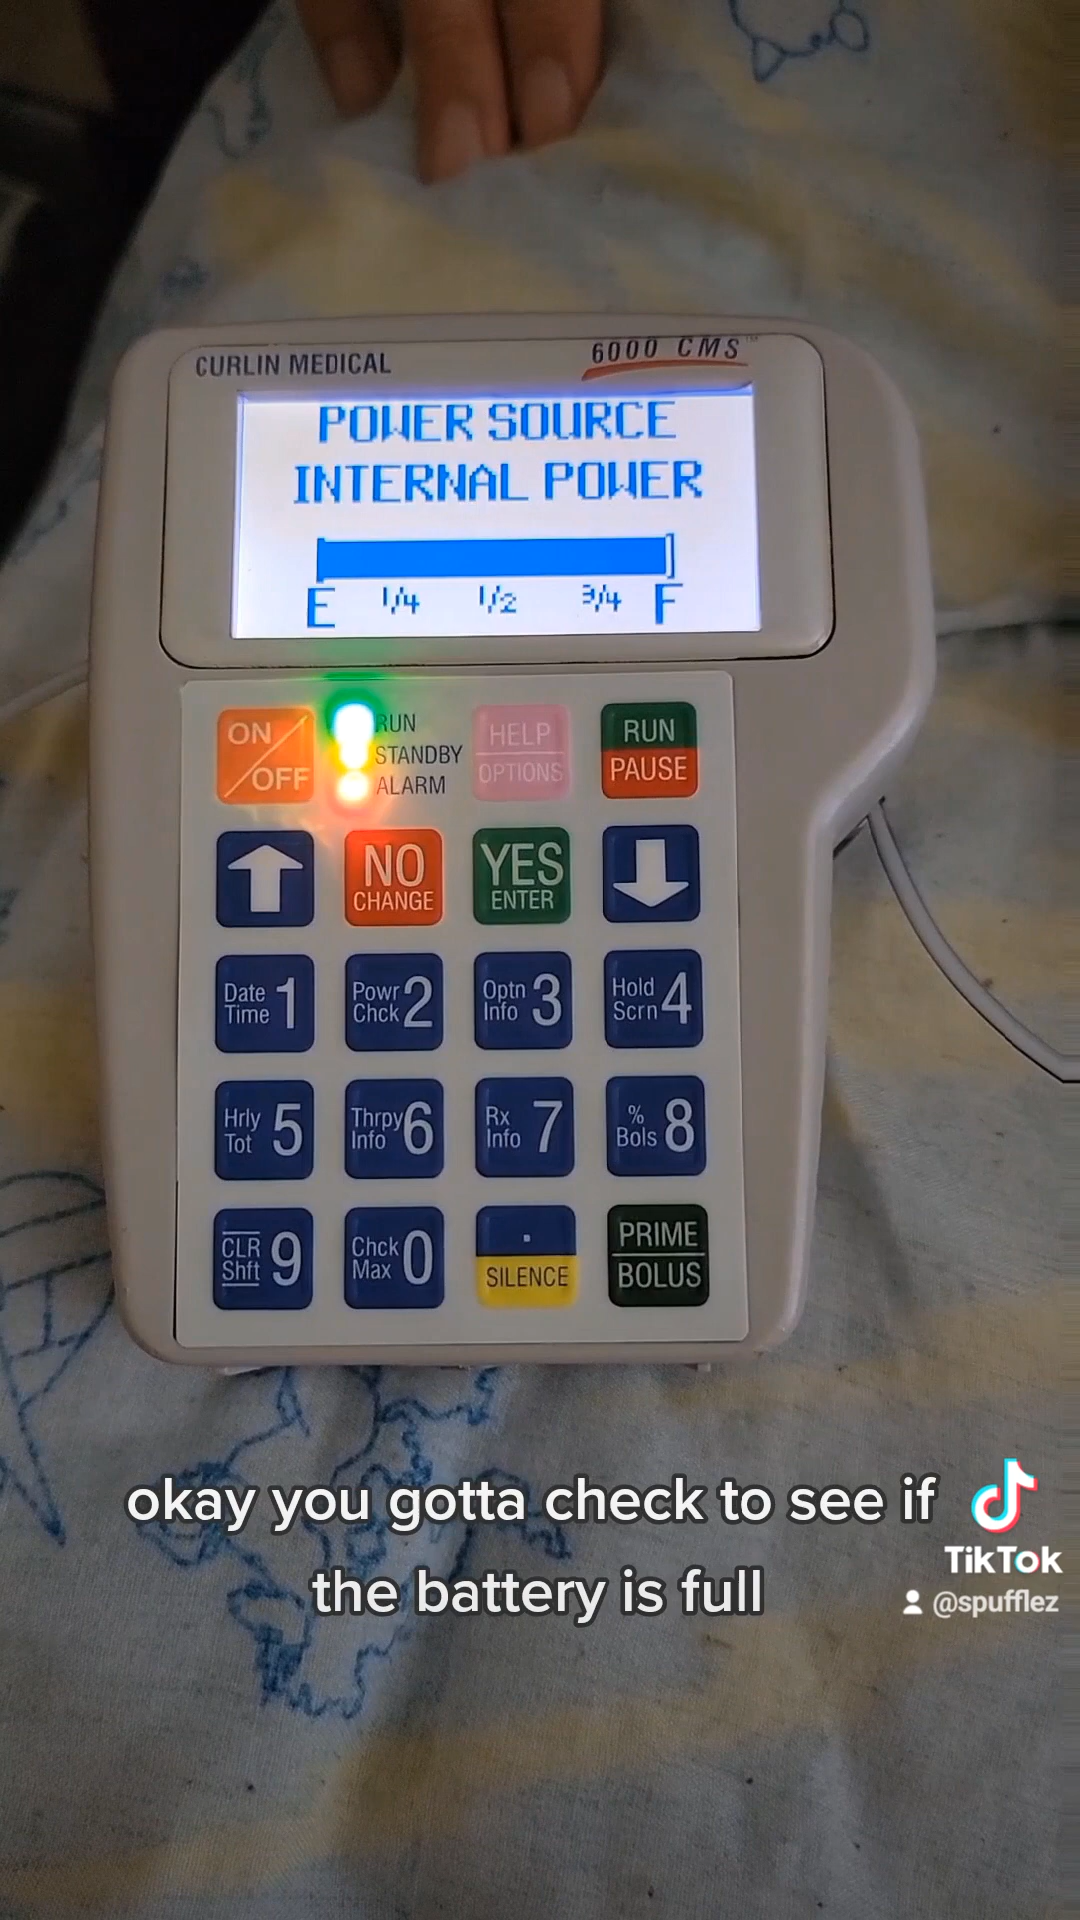 CURLIN MEDICAL
6000 CMS™
POWER SOURCE
INTERNAL POWER
E 1/4 1/2 3/4 F
ON/OFF
RUN
STANDBY
ALARM
HELP
OPTIONS
RUN
PAUSE
NO
CHANGE
YES
ENTER
Date
Time 1
Powr
Chck 2
Optn
Info 3
Hold
Scrn 4
Hrly
Tot 5
Thrpy
Info 6
Rx
Info 7
%
Bols 8
CLR
Shft 9
Chck
Max 0
.
SILENCE
PRIME
BOLUS
okay you gotta check to see if
the battery is full
TikTok
@spufflez